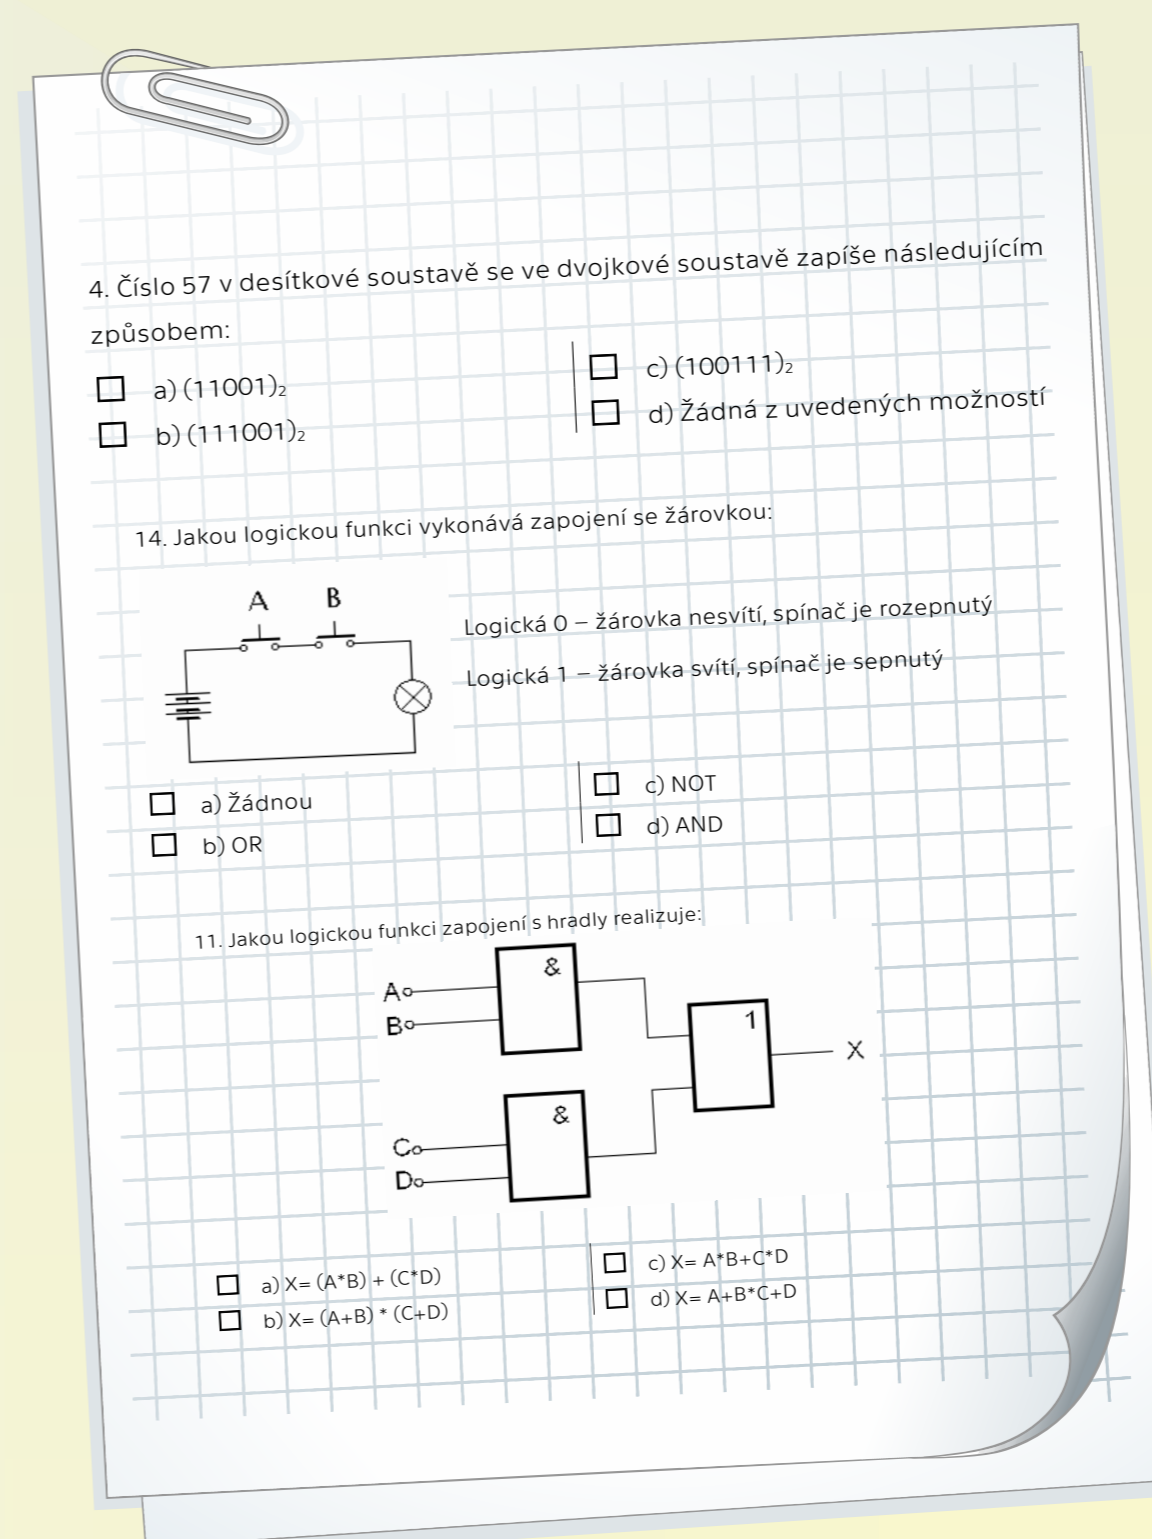 4. Číslo 57 v desítkové soustavě se ve dvojkové soustavě zapíše následujícím
způsobem:
a) (11001)₂
b) (111001)₂
c) (100111)₂
d) Žádná z uvedených možností
14. Jakou logickou funkci vykonává zapojení se žárovkou:
A B
Logická 0 – žárovka nesvítí, spínač je rozepnutý
Logická 1 – žárovka svítí, spínač je sepnutý
a) Žádnou
b) OR
c) NOT
d) AND
11. Jakou logickou funkci zapojení s hradly realizuje:
&
A
B
1
X
&
C
D
a) X= (A*B) + (C*D)
b) X= (A+B) * (C+D)
c) X= A*B+C*D
d) X= A+B*C+D